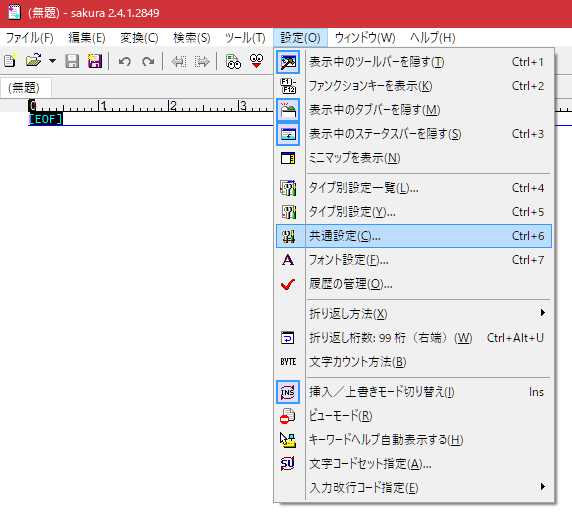 (無題) - sakura 2.4.1.2849
ファイル(F) 編集(E) 変換(C) 検索(S) ツール(T) 設定(O) ウィンドウ(W) ヘルプ(H)
(無題)
0 1 2 3
[EOF]
表示中のツールバーを隠す(T) Ctrl+1
F1~F12 ファンクションキーを表示(K) Ctrl+2
表示中のタブバーを隠す(M)
表示中のステータスバーを隠す(S) Ctrl+3
ミニマップを表示(N)
タイプ別設定一覧(L)... Ctrl+4
タイプ別設定(Y)... Ctrl+5
共通設定(C)... Ctrl+6
A フォント設定(F)... Ctrl+7
履歴の管理(O)...
折り返し方法(X)
折り返し桁数: 99 桁（右端）(W) Ctrl+Alt+U
BYTE 文字カウント方法(B)
INS 挿入／上書きモード切り替え(I) Ins
ビューモード(R)
キーワードヘルプ自動表示する(H)
SU 文字コードセット指定(A)...
入力改行コード指定(E)